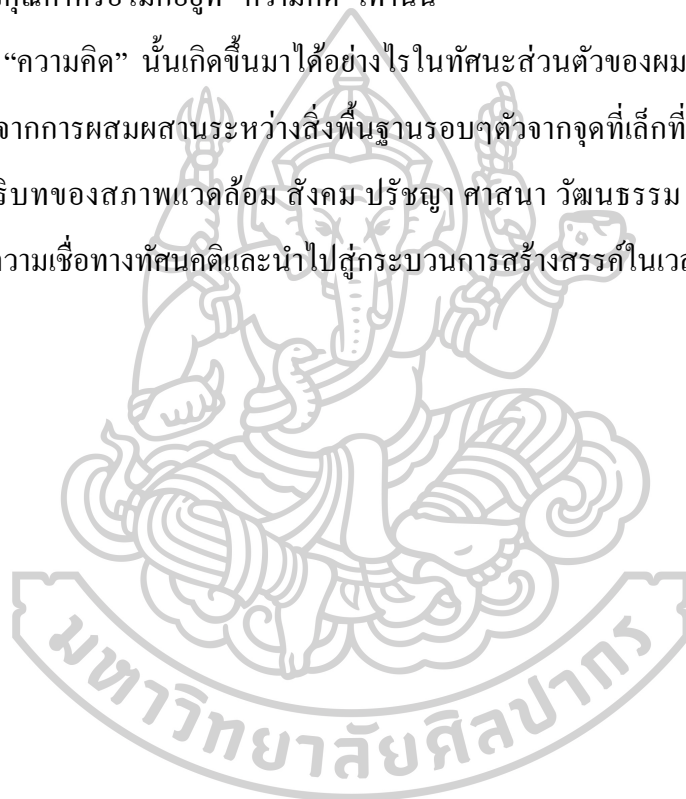 อยู่ที่ “ความคิด” เท่านั้น
“ความคิด” นั้นเกิดขึ้นมาได้อย่างไรในทัศนะส่วนตัวของผม
จากการผสมผสานระหว่างสิ่งพื้นฐานรอบๆตัวจากจุดที่เล็กที่
ริบทของสภาพแวดล้อม สังคม ปรัชญา ศาสนา วัฒนธรรม
วามเชื่อทางทัศนคติและนำไปสู่กระบวนการสร้างสรรค์ในเวล
มหาวิทยาลัยศิลปากร